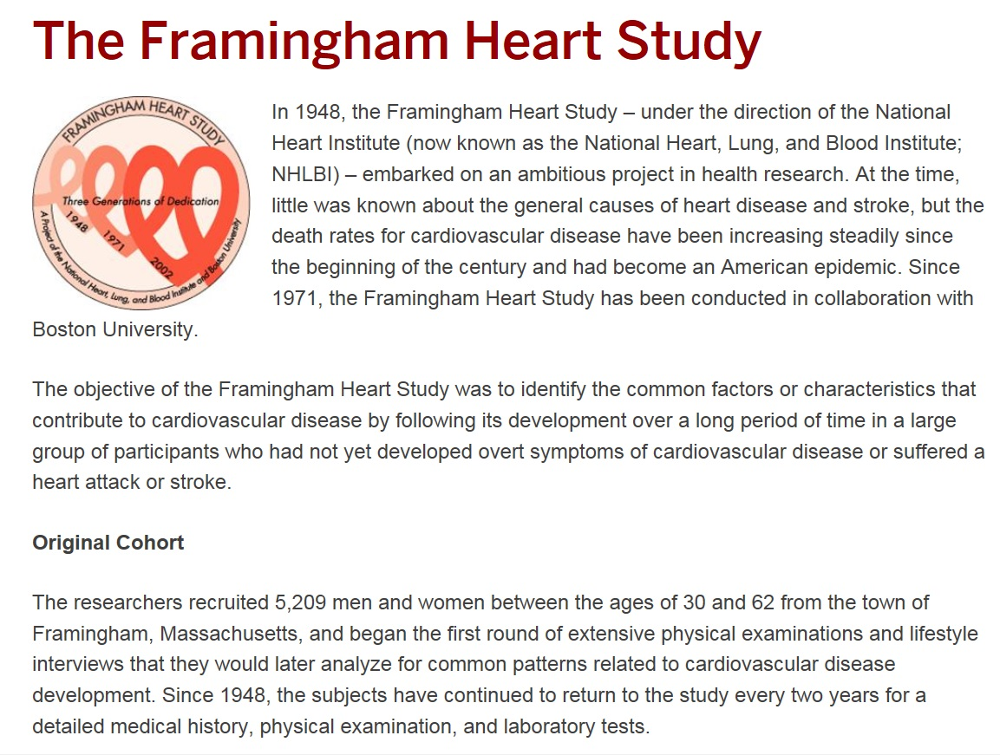 The Framingham Heart Study
FRAMINGHAM HEART STUDY
Three Generations of Dedication
1948
1971
2002
A Project of the National Heart, Lung, and Blood Institute and Boston University
In 1948, the Framingham Heart Study – under the direction of the National
Heart Institute (now known as the National Heart, Lung, and Blood Institute;
NHLBI) – embarked on an ambitious project in health research. At the time,
little was known about the general causes of heart disease and stroke, but the
death rates for cardiovascular disease have been increasing steadily since
the beginning of the century and had become an American epidemic. Since
1971, the Framingham Heart Study has been conducted in collaboration with
Boston University.
The objective of the Framingham Heart Study was to identify the common factors or characteristics that
contribute to cardiovascular disease by following its development over a long period of time in a large
group of participants who had not yet developed overt symptoms of cardiovascular disease or suffered a
heart attack or stroke.
Original Cohort
The researchers recruited 5,209 men and women between the ages of 30 and 62 from the town of
Framingham, Massachusetts, and began the first round of extensive physical examinations and lifestyle
interviews that they would later analyze for common patterns related to cardiovascular disease
development. Since 1948, the subjects have continued to return to the study every two years for a
detailed medical history, physical examination, and laboratory tests.